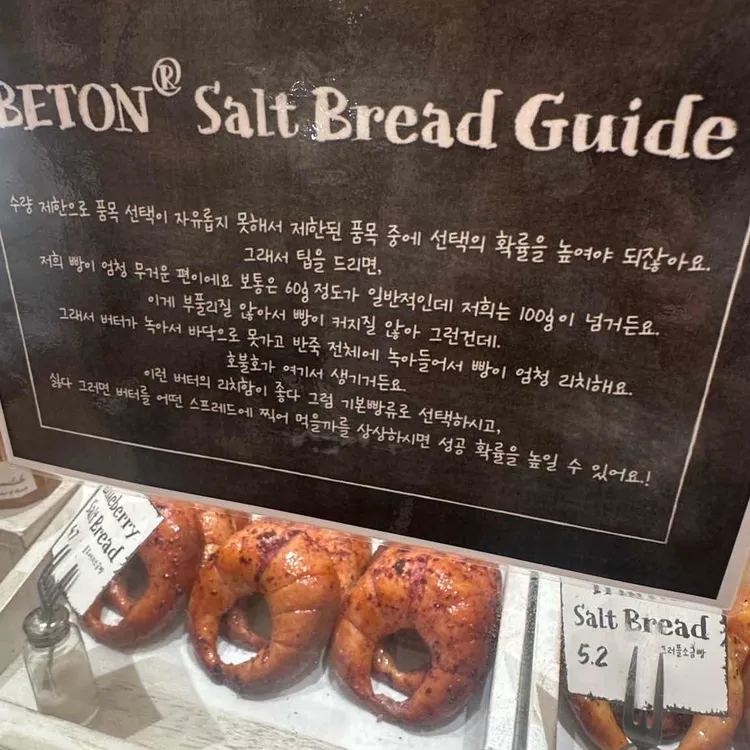 BETON® Salt Bread Guide
수량 제한으로 품목 선택이 자유롭지 못해서 제한된 품목 중에 선택의 확률을 높여야 되잖아요.
그래서 팁을 드리면,
저희 빵이 엄청 무거운 편이에요 보통은 60g정도가 일반적인데 저희는 100g이 넘거든요.
이게 부풀리질 않아서 빵이 커지질 않아 그런건데.
그래서 버터가 녹아서 바닥으로 못가고 반죽 전체에 녹아들어서 빵이 엄청 리치해요.
호불호가 여기서 생기거든요.
이런 버터의 리치함이 좋다 그럼 기본빵류로 선택하시고,
싫다 그러면 버터를 어떤 스프레드에 찍어 먹을까를 상상하시면 성공 확률을 높일 수 있어요!
Salt Bread
Salt Bread
5.2